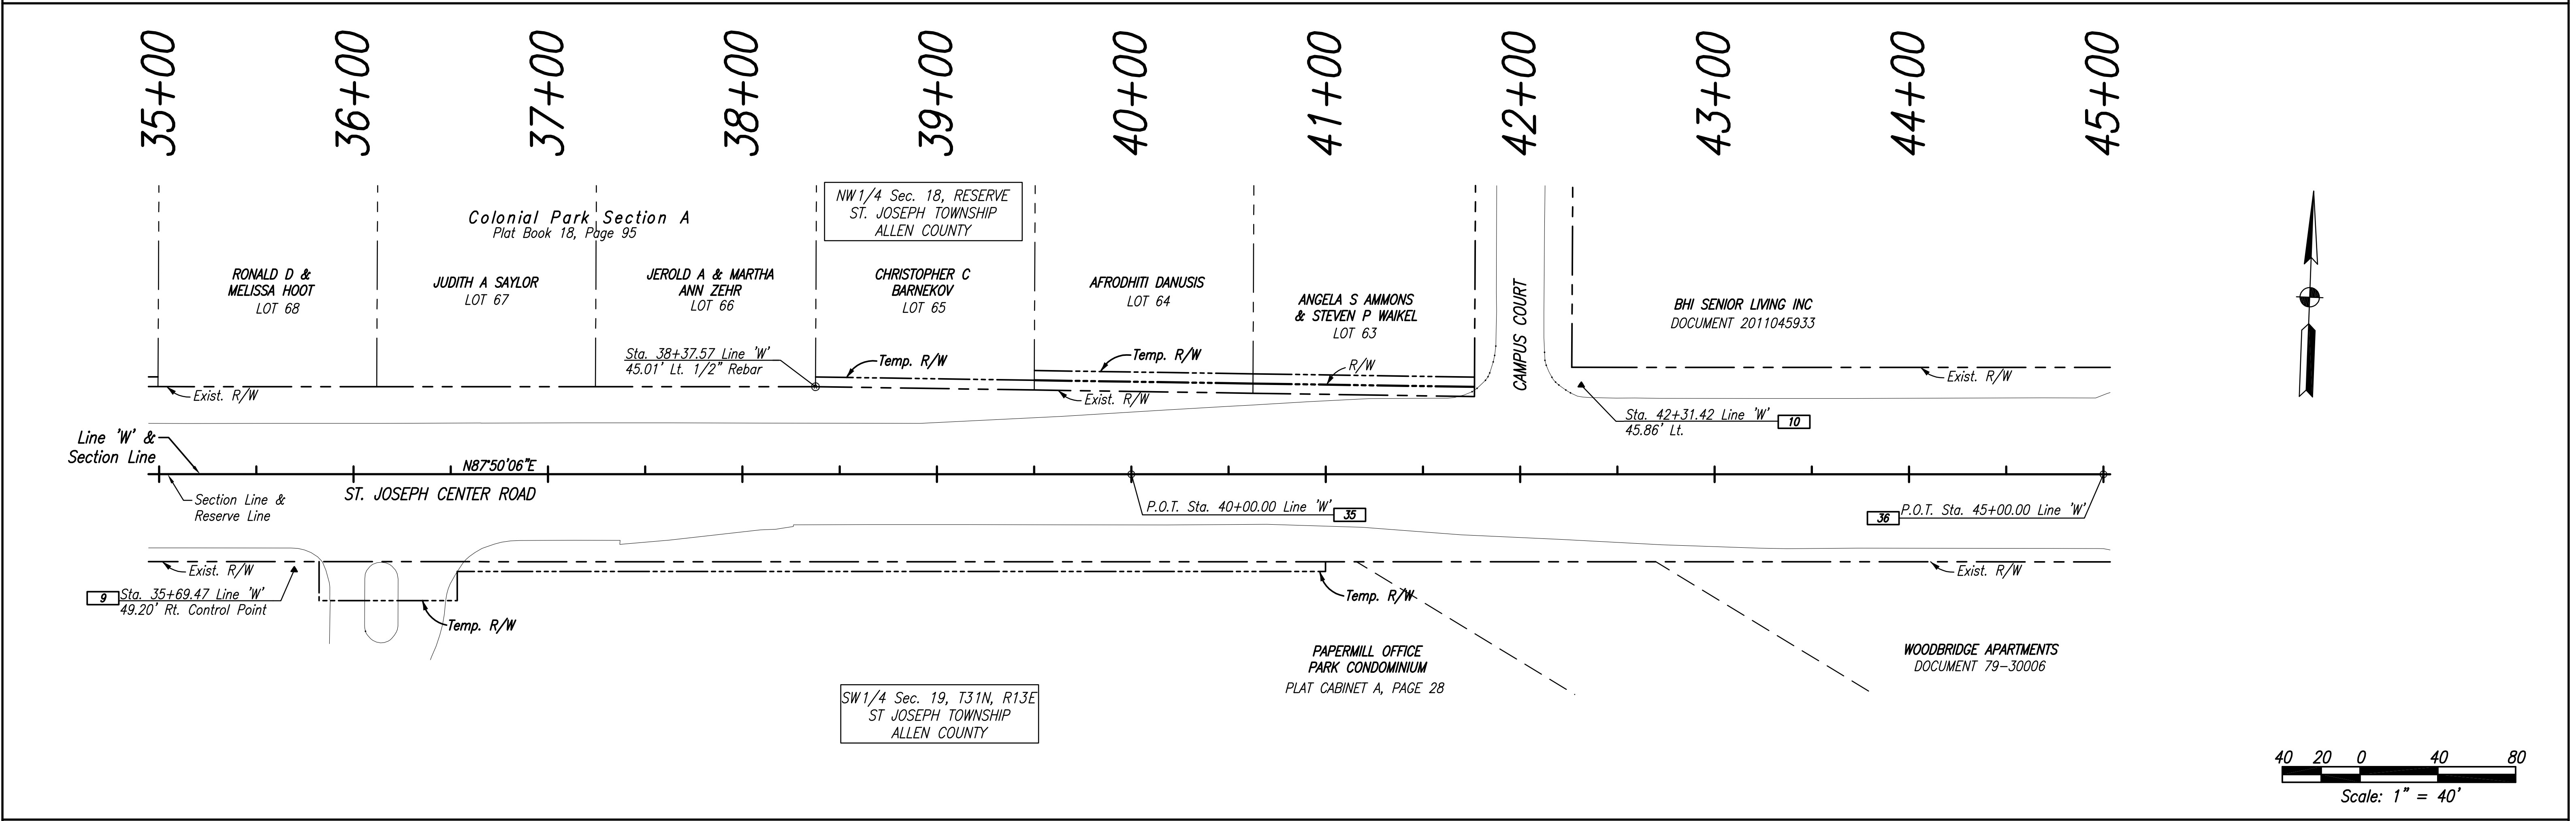 35+00
36+00
37+00
38+00
39+00
40+00
41+00
42+00
43+00
44+00
45+00
Colonial Park Section A
Plat Book 18, Page 95
NW1/4 Sec. 18, RESERVE
ST. JOSEPH TOWNSHIP
ALLEN COUNTY
RONALD D &
MELISSA HOOT
LOT 68
JUDITH A SAYLOR
LOT 67
JEROLD A & MARTHA
ANN ZEHR
LOT 66
CHRISTOPHER C
BARNEKOV
LOT 65
AFRODHITI DANUSIS
LOT 64
ANGELA S AMMONS
& STEVEN P WAIKEL
LOT 63
CAMPUS COURT
BHI SENIOR LIVING INC
DOCUMENT 2011045933
Sta. 38+37.57 Line 'W'
45.01' Lt. 1/2" Rebar
Temp. R/W
Temp. R/W
R/W
Exist. R/W
Exist. R/W
Exist. R/W
Sta. 42+31.42 Line 'W'
45.86' Lt.
10
Line 'W' &
Section Line
N87°50'06"E
ST. JOSEPH CENTER ROAD
Section Line &
Reserve Line
P.O.T. Sta. 40+00.00 Line 'W'
35
36
P.O.T. Sta. 45+00.00 Line 'W'
Exist. R/W
Exist. R/W
9
Sta. 35+69.47 Line 'W'
49.20' Rt. Control Point
Temp. R/W
Temp. R/W
PAPERMILL OFFICE
PARK CONDOMINIUM
PLAT CABINET A, PAGE 28
WOODBRIDGE APARTMENTS
DOCUMENT 79-30006
SW1/4 Sec. 19, T31N, R13E
ST JOSEPH TOWNSHIP
ALLEN COUNTY
40 20 0 40 80
Scale: 1" = 40'